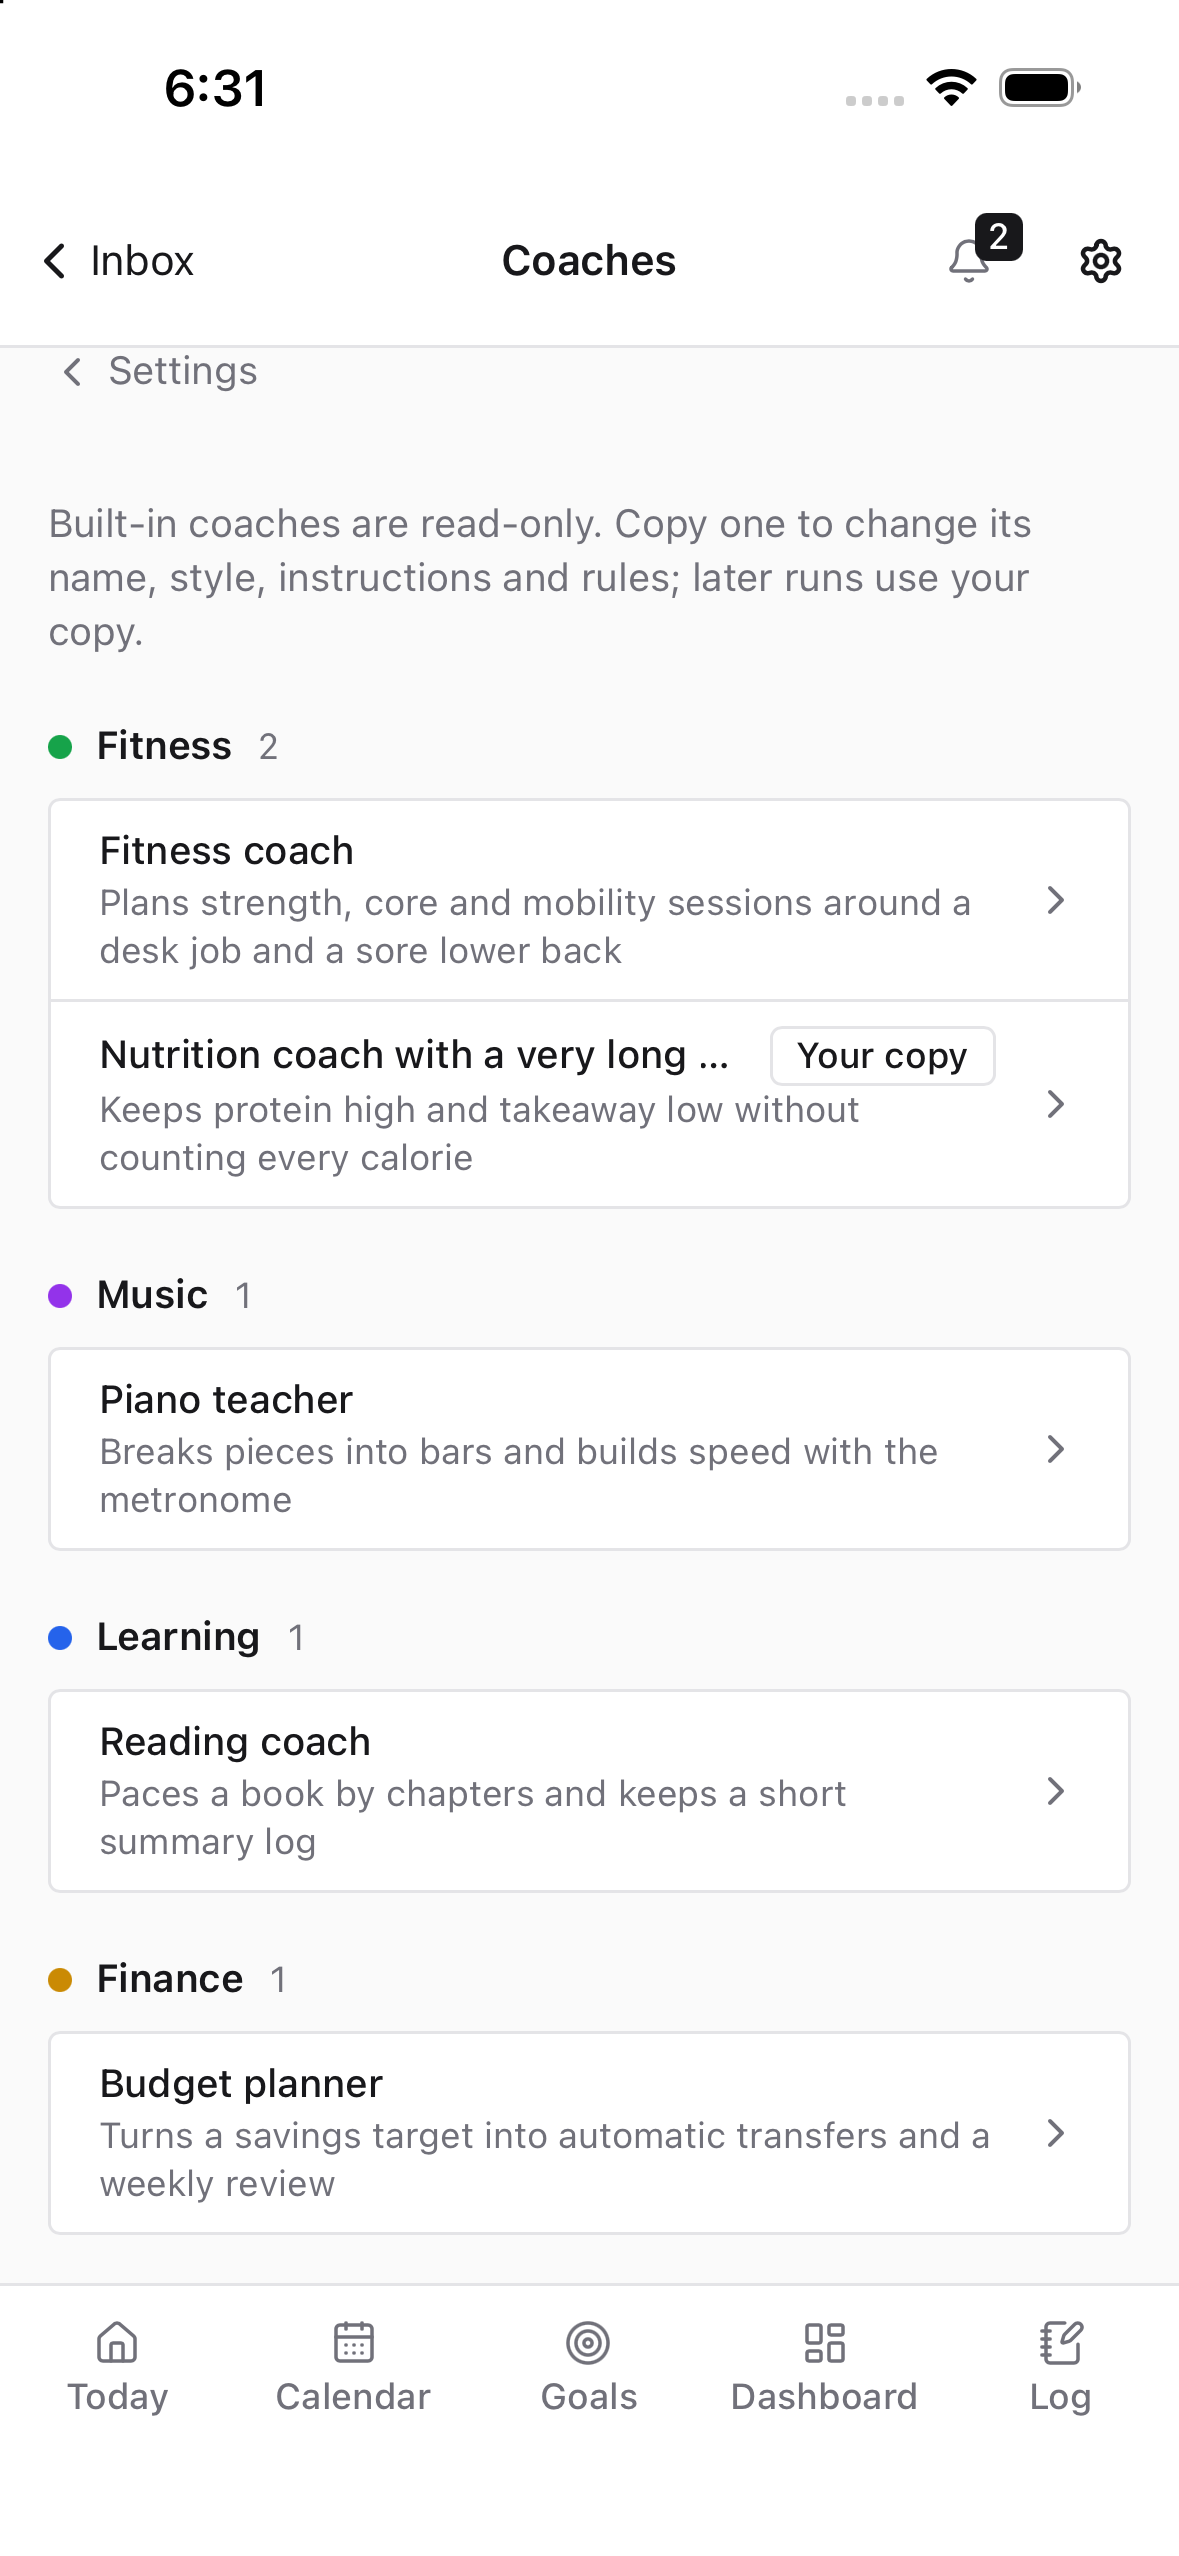 6:31
Inbox
Coaches
2
Settings
Built-in coaches are read-only. Copy one to change its
name, style, instructions and rules; later runs use your
copy.
Fitness 2
Fitness coach
Plans strength, core and mobility sessions around a
desk job and a sore lower back
Nutrition coach with a very long ...
Your copy
Keeps protein high and takeaway low without
counting every calorie
Music 1
Piano teacher
Breaks pieces into bars and builds speed with the
metronome
Learning 1
Reading coach
Paces a book by chapters and keeps a short
summary log
Finance 1
Budget planner
Turns a savings target into automatic transfers and a
weekly review
Today
Calendar
Goals
Dashboard
Log